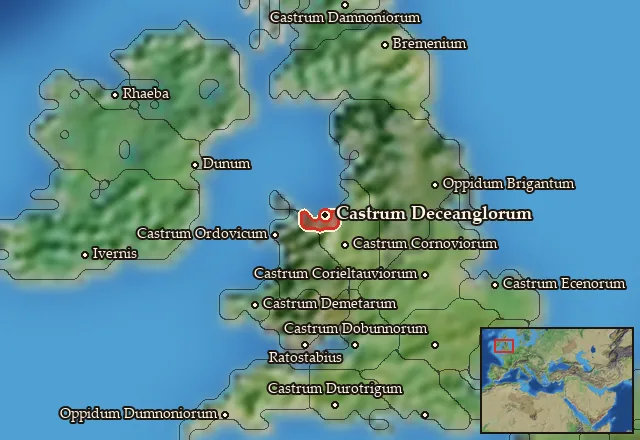 Castrum Damnoniorum
Bremenium
Rhaeba
Dunum
Oppidum Brigantum
Castrum Deceanglorum
Castrum Ordovicum
Castrum Cornoviorum
Ivernis
Castrum Corieltauviorum
Castrum Ecenorum
Castrum Demetarum
Castrum Dobunnorum
Ratostabius
Castrum Durotrigum
Oppidum Dumnoniorum